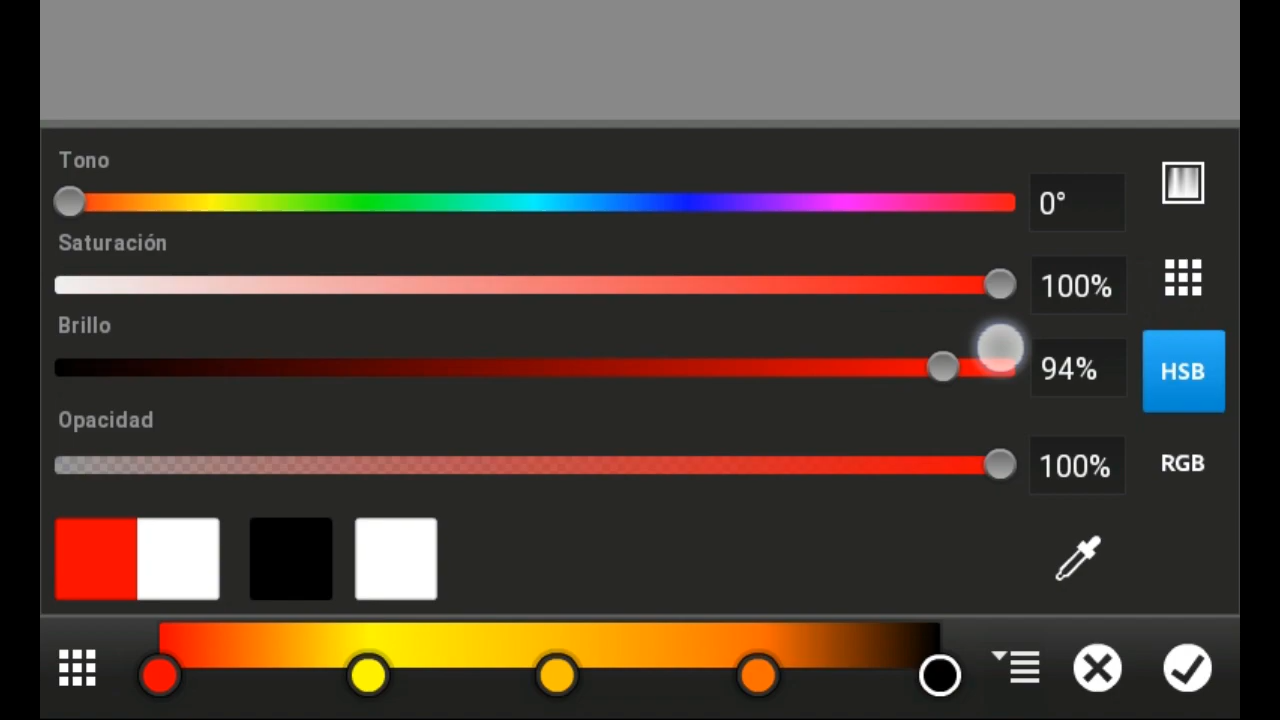 Tono
0°
Saturación
100%
Brillo
94%
HSB
Opacidad
100%
RGB